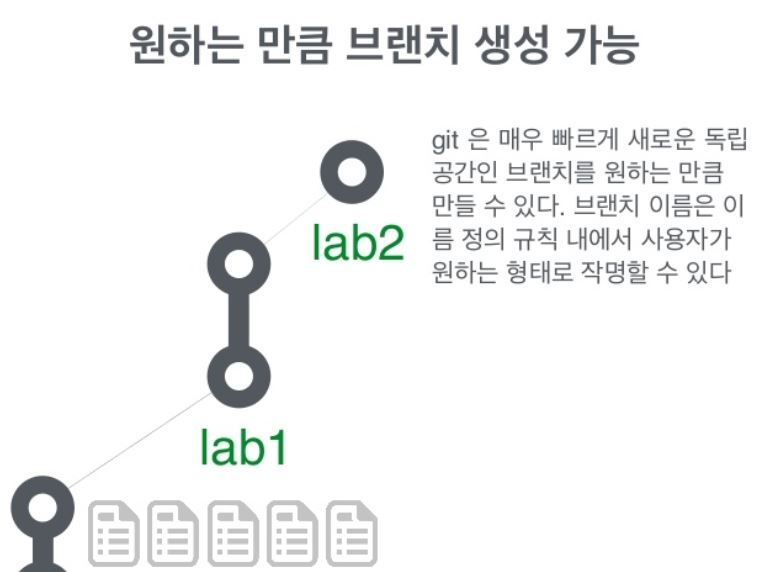 원하는 만큼 브랜치 생성 가능
git 은 매우 빠르게 새로운 독립
공간인 브랜치를 원하는 만큼
만들 수 있다. 브랜치 이름은 이
름 정의 규칙 내에서 사용자가
원하는 형태로 작명할 수 있다
lab2
lab1